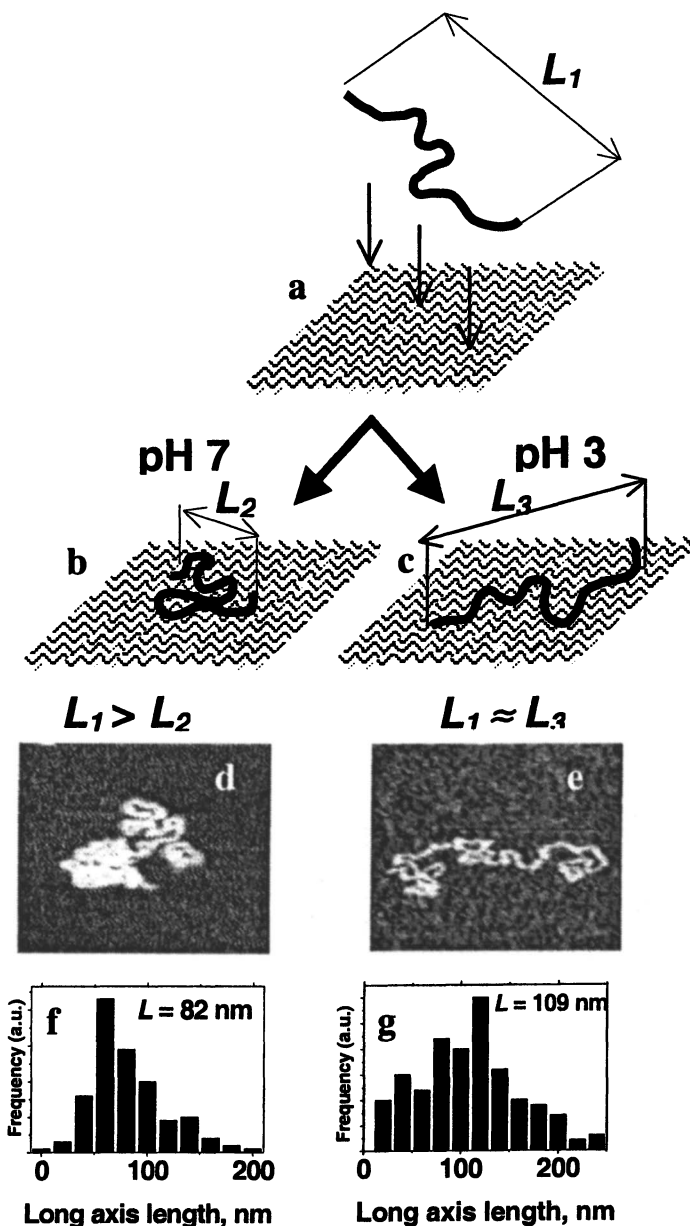 L1
a
pH 7
pH 3
L2
L3
b
c
L1 > L2
L1 ≈ L3
d
e
f
L = 82 nm
g
L = 109 nm
Frequency (a.u.)
Frequency (a.u.)
0 100 200
0 100 200
Long axis length, nm
Long axis length, nm